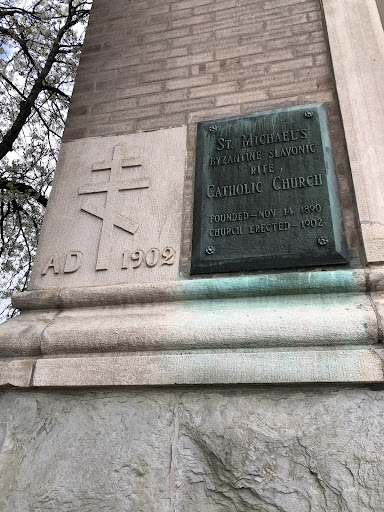 AD 1902
St. Michael's
Byzantine Slavonic
Rite
Catholic Church
Founded—Nov 14 1890
Church Erected—1902